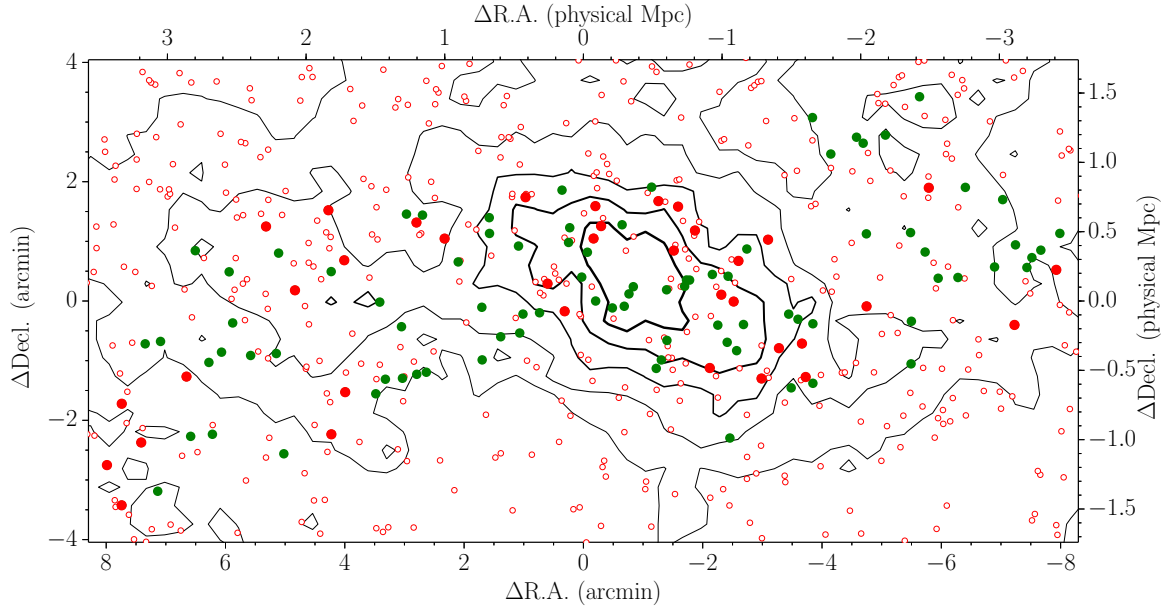 ΔR.A. (physical Mpc)
3 2 1 0 −1 −2 −3
4
2
0
−2
−4
ΔDecl. (arcmin)
1.5
1.0
0.5
0.0
−0.5
−1.0
−1.5
ΔDecl. (physical Mpc)
8 6 4 2 0 −2 −4 −6 −8
ΔR.A. (arcmin)